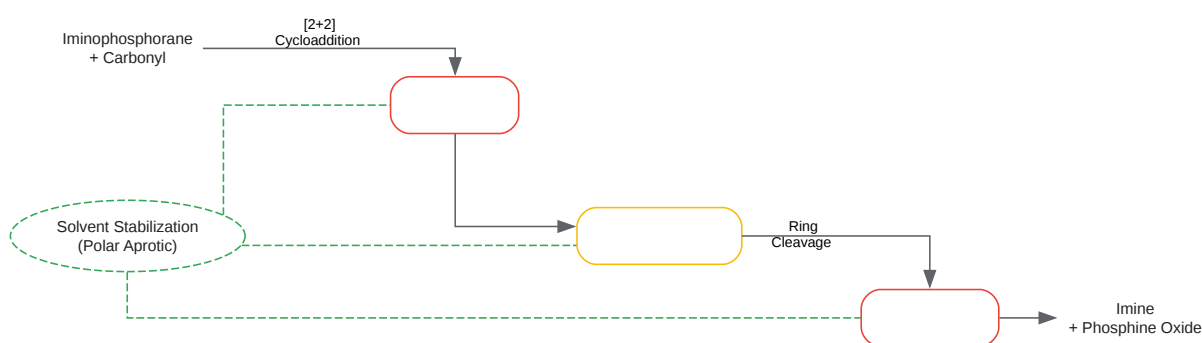 [2+2]
Cycloaddition
Iminophosphorane
+ Carbonyl
Solvent Stabilization
(Polar Aprotic)
Ring
Cleavage
Imine
+ Phosphine Oxide